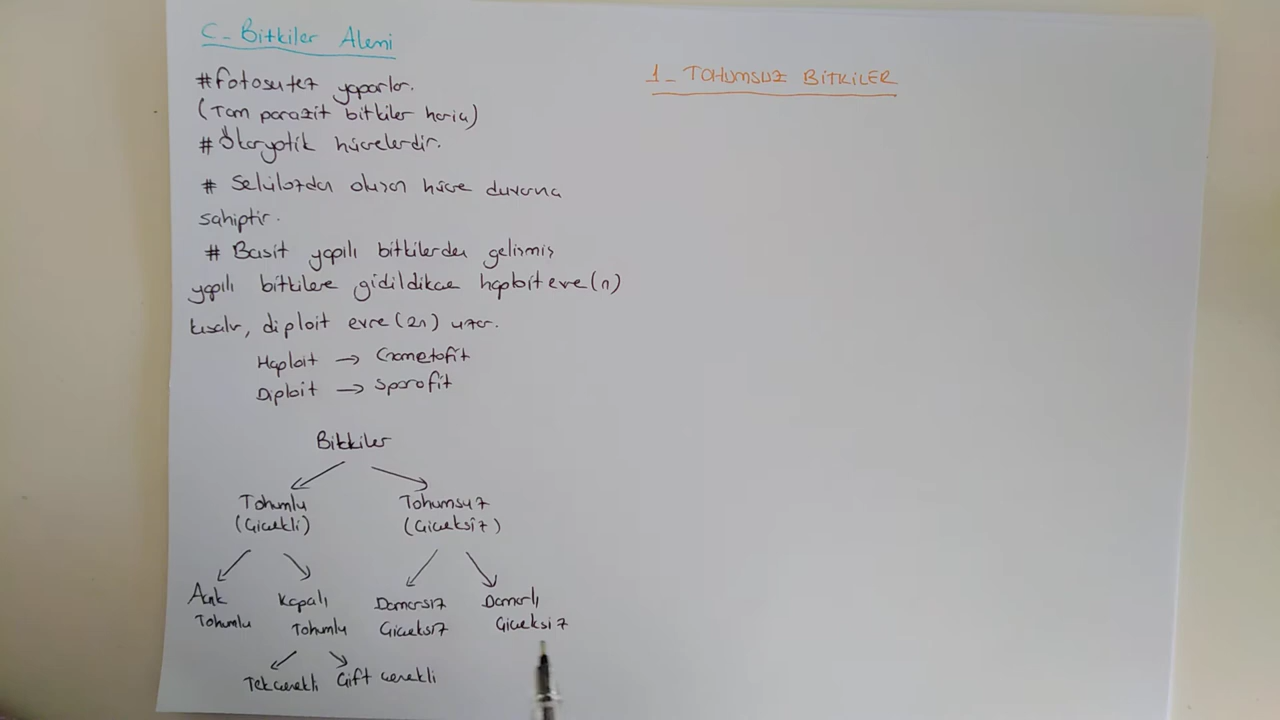 C- Bitkiler Alemi
#fotosentez yaparlar.
(Tam parazit bitkiler hariç)
# Ökaryotik hücrelerdir.
# Selülozdan oluşan hücre duvarına
sahiptir.
# Basit yapılı bitkilerden gelişmiş
yapılı bitkilere gidildikçe haploit evre(n)
kısalır, diploit evre(2n) uzar.
Haploit → Gametofit
Diploit → Sporofit
Bitkiler
Tohumlu
(Çiçekli)
Tohumsuz
(Çiçeksiz)
Açık
Tohumlu
Kapalı
Tohumlu
Damarsız
Çiçeksiz
Damarlı
Çiçeksiz
Tek çenekli
Çift çenekli
1- TOHUMSUZ BİTKİLER